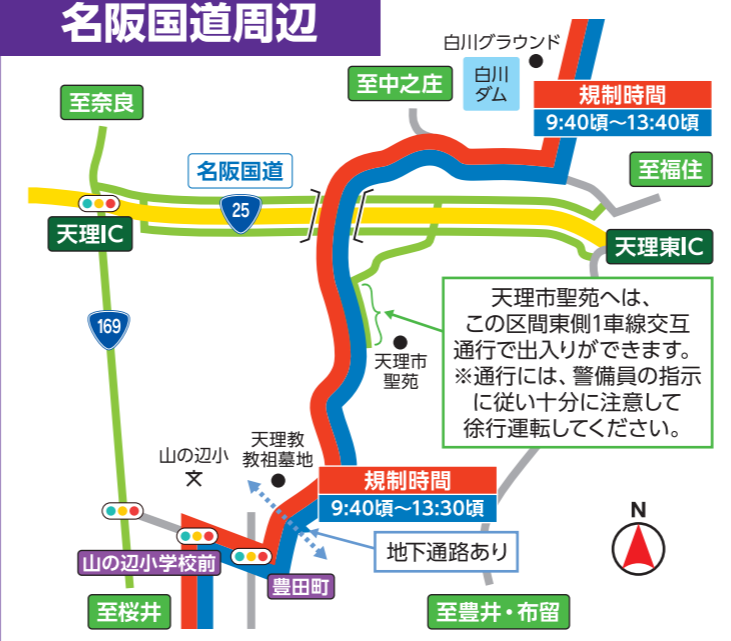 名阪国道周辺
白川グラウンド
至中之庄
白川
ダム
至奈良
規制時間
9:40頃～13:40頃
名阪国道
至福住
25
天理IC
天理東IC
169
天理市聖苑へは、
この区間東側1車線交互
通行で出入りができます。
※通行には、警備員の指示
に従い十分に注意して
徐行運転してください。
天理市
聖苑
天理教
教祖墓地
山の辺小
文
規制時間
9:40頃～13:30頃
N
地下通路あり
山の辺小学校前
豊田町
至桜井
至豊井・布留